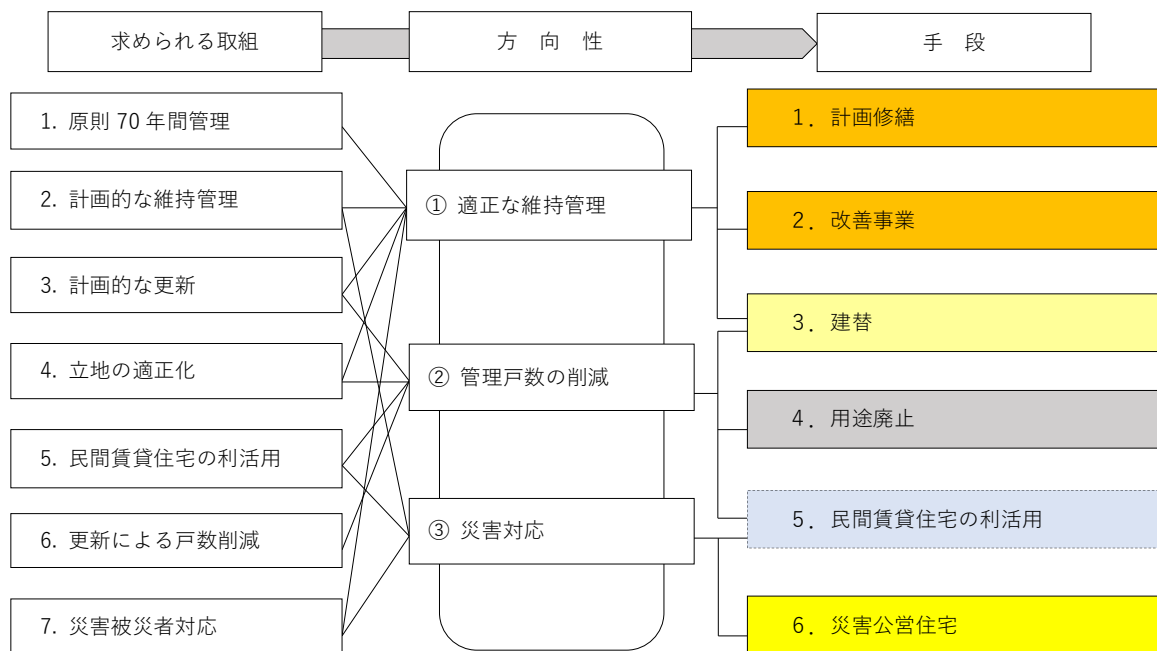 求められる取組
方 向 性
手 段
1. 原則 70 年間管理
2. 計画的な維持管理
3. 計画的な更新
4. 立地の適正化
5. 民間賃貸住宅の利活用
6. 更新による戸数削減
7. 災害被災者対応
① 適正な維持管理
② 管理戸数の削減
③ 災害対応
1．計画修繕
2．改善事業
3．建替
4．用途廃止
5．民間賃貸住宅の利活用
6．災害公営住宅